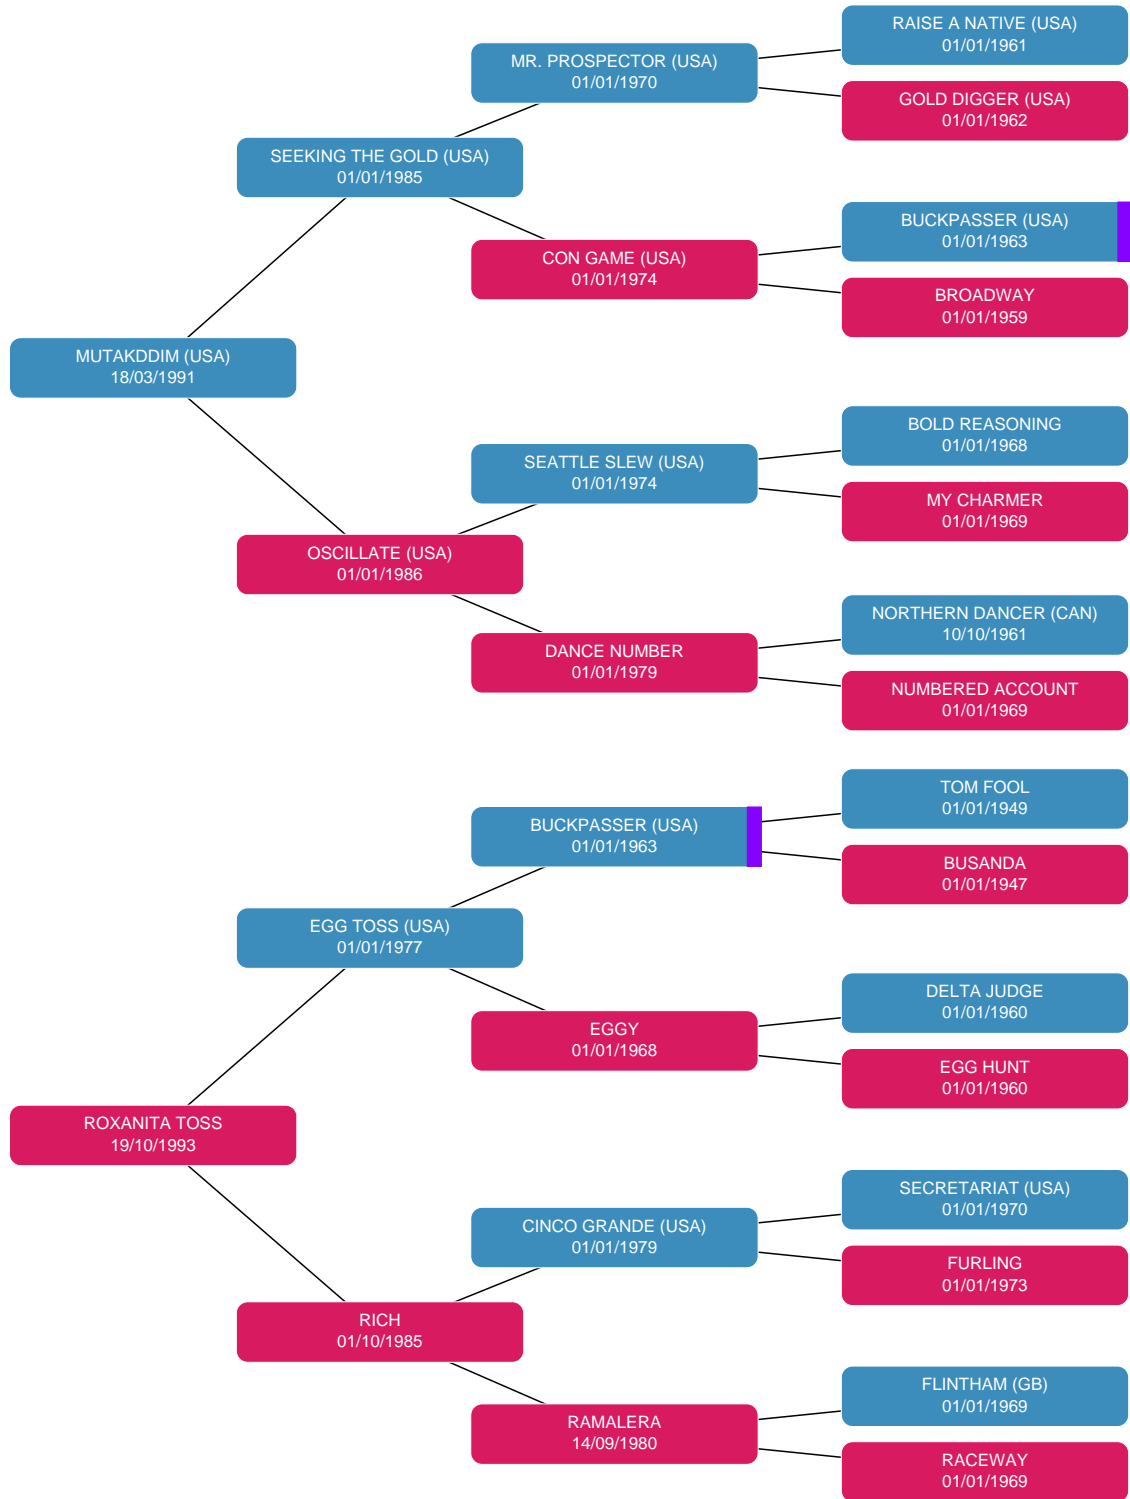 RAISE A NATIVE (USA)
01/01/1961
MR. PROSPECTOR (USA)
01/01/1970
GOLD DIGGER (USA)
01/01/1962
SEEKING THE GOLD (USA)
01/01/1985
BUCKPASSER (USA)
01/01/1963
CON GAME (USA)
01/01/1974
BROADWAY
01/01/1959
MUTAKDDIM (USA)
18/03/1991
BOLD REASONING
01/01/1968
SEATTLE SLEW (USA)
01/01/1974
MY CHARMER
01/01/1969
OSCILLATE (USA)
01/01/1986
NORTHERN DANCER (CAN)
10/10/1961
DANCE NUMBER
01/01/1979
NUMBERED ACCOUNT
01/01/1969
TOM FOOL
01/01/1949
BUCKPASSER (USA)
01/01/1963
BUSANDA
01/01/1947
EGG TOSS (USA)
01/01/1977
DELTA JUDGE
01/01/1960
EGGY
01/01/1968
EGG HUNT
01/01/1960
ROXANITA TOSS
19/10/1993
SECRETARIAT (USA)
01/01/1970
CINCO GRANDE (USA)
01/01/1979
FURLING
01/01/1973
RICH
01/10/1985
FLINTHAM (GB)
01/01/1969
RAMALERA
14/09/1980
RACEWAY
01/01/1969